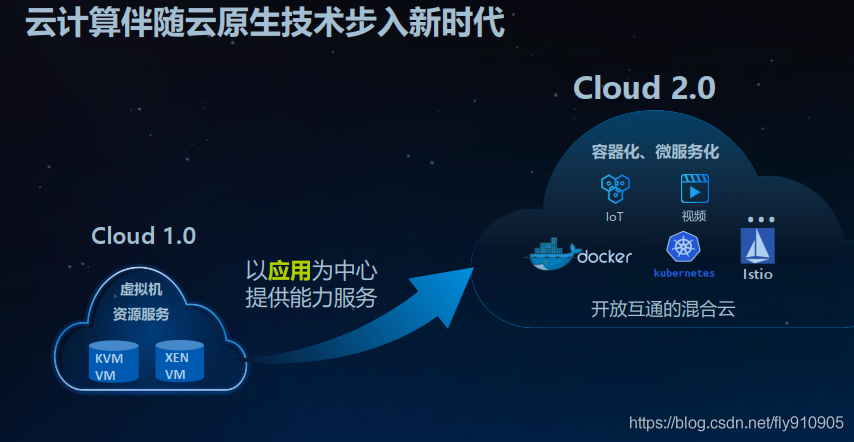 云计算伴随云原生技术步入新时代
Cloud 2.0
容器化、微服务化
IoT
视频
docker
kubernetes
Istio
开放互通的混合云
Cloud 1.0
虚拟机
资源服务
KVM
VM
XEN
VM
以应用为中心
提供能力服务
https://blog.csdn.net/fly910905